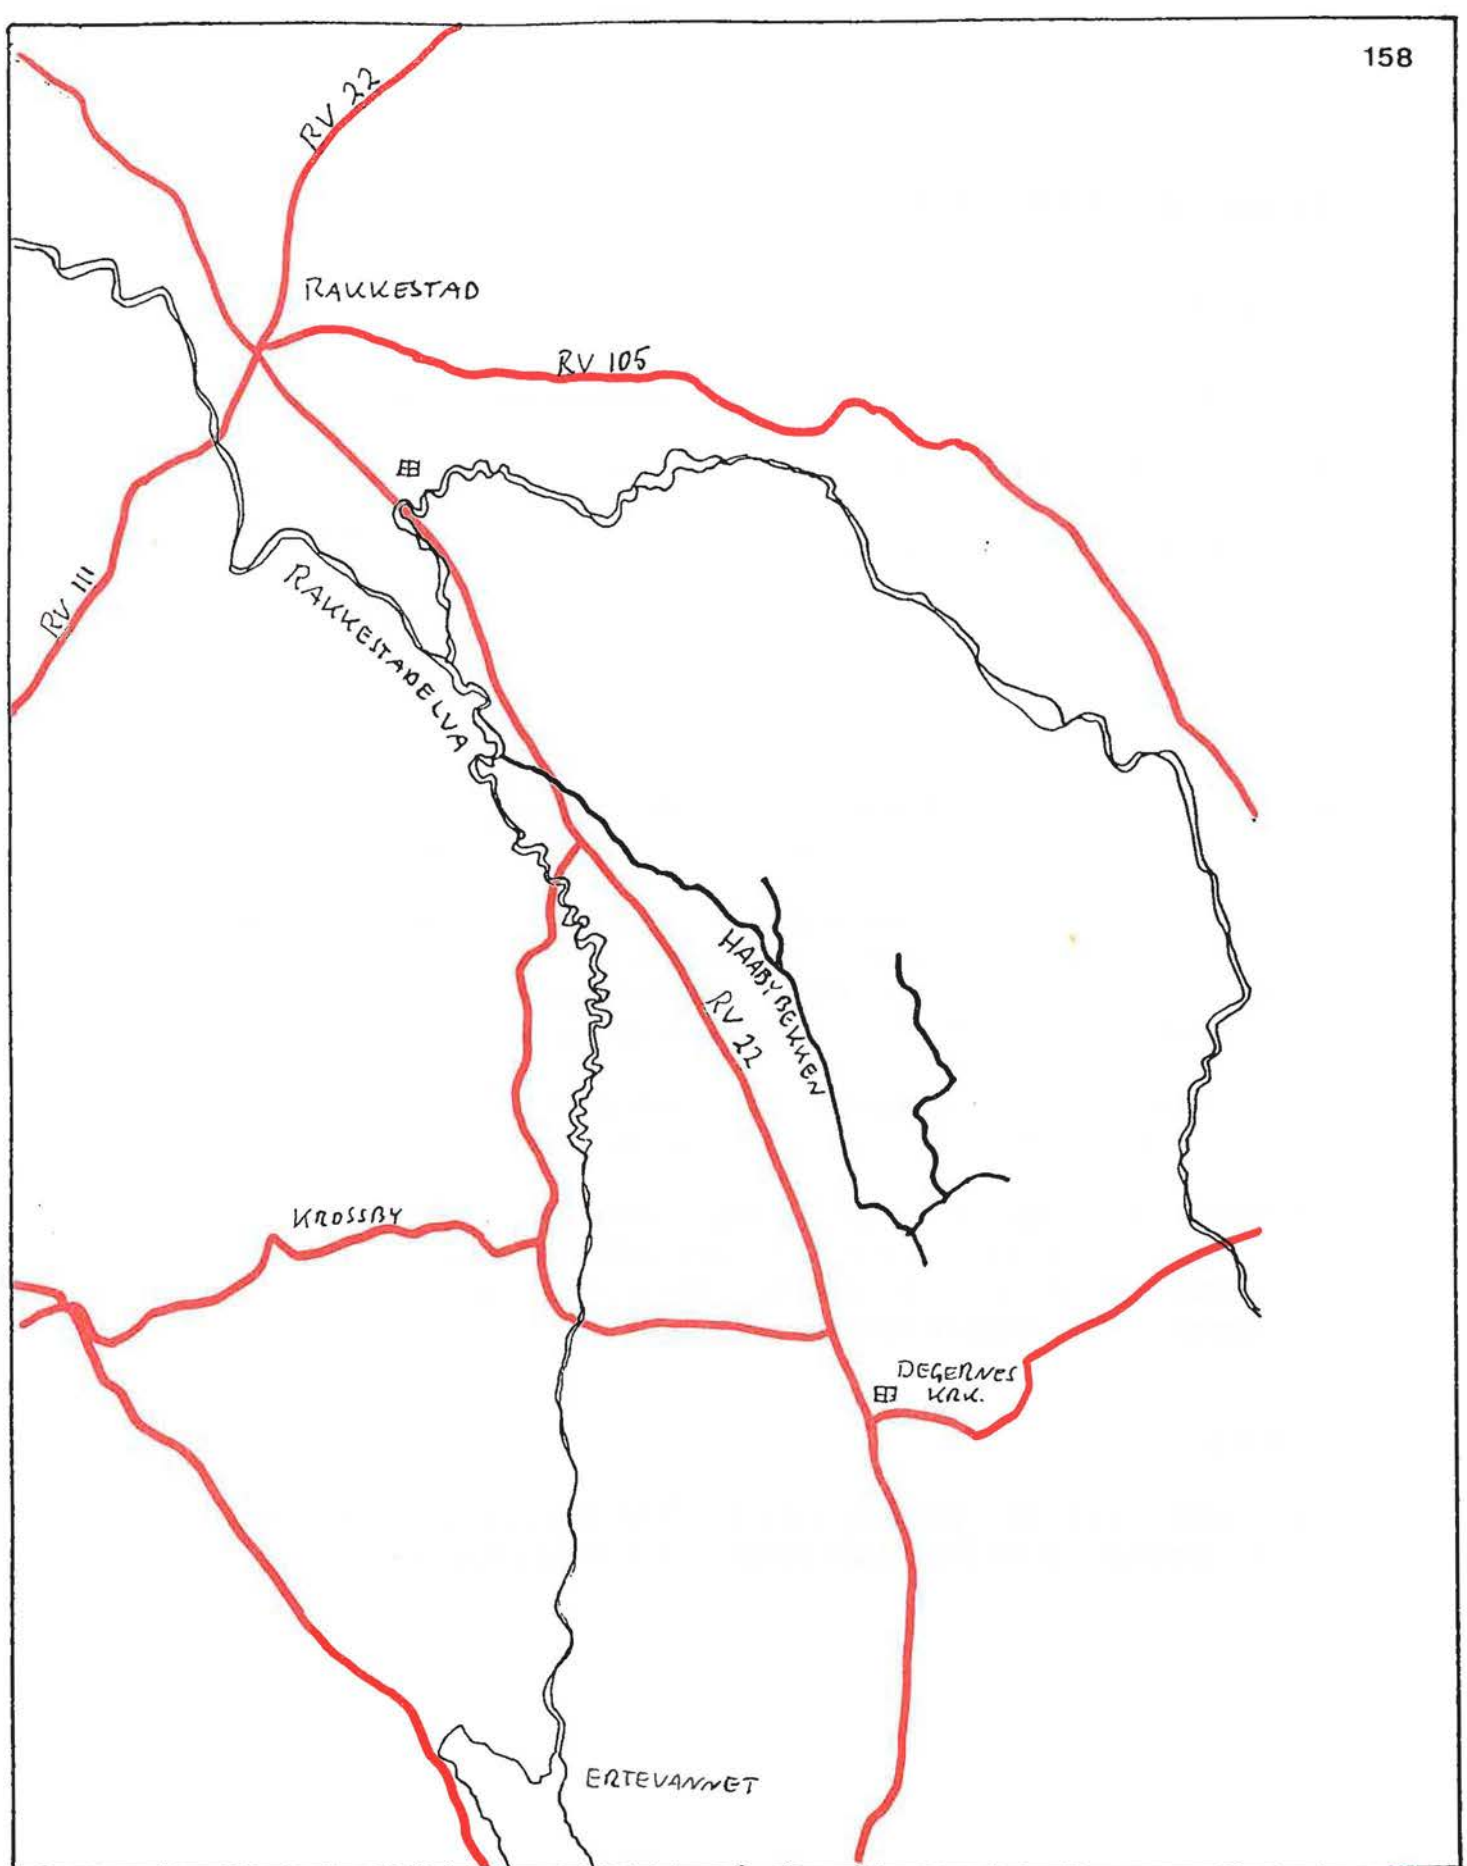 158
RV 22
RAKKESTAD
RV 105
RV 111
RAKKESTADELVA
HAABYBEKKEN
RV 22
KROSSBY
DEGERNES
KRK.
ERTEVANNET